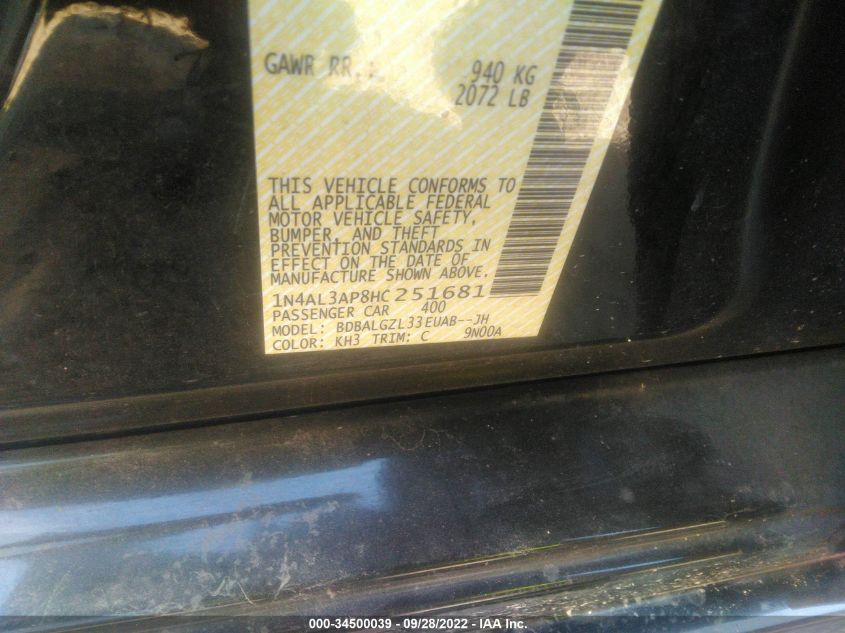 GAWR RR. 940 KG
2072 LB
THIS VEHICLE CONFORMS TO
ALL APPLICABLE FEDERAL
MOTOR VEHICLE SAFETY,
BUMPER, AND THEFT
PREVENTION STANDARDS IN
EFFECT ON THE DATE OF
MANUFACTURE SHOWN ABOVE.
1N4AL3AP8HC251681
PASSENGER CAR 400
MODEL: BDBALGZL33EUAB--JH
COLOR: KH3 TRIM: C 9N00A
000-34500039 - 09/28/2022 - IAA Inc.